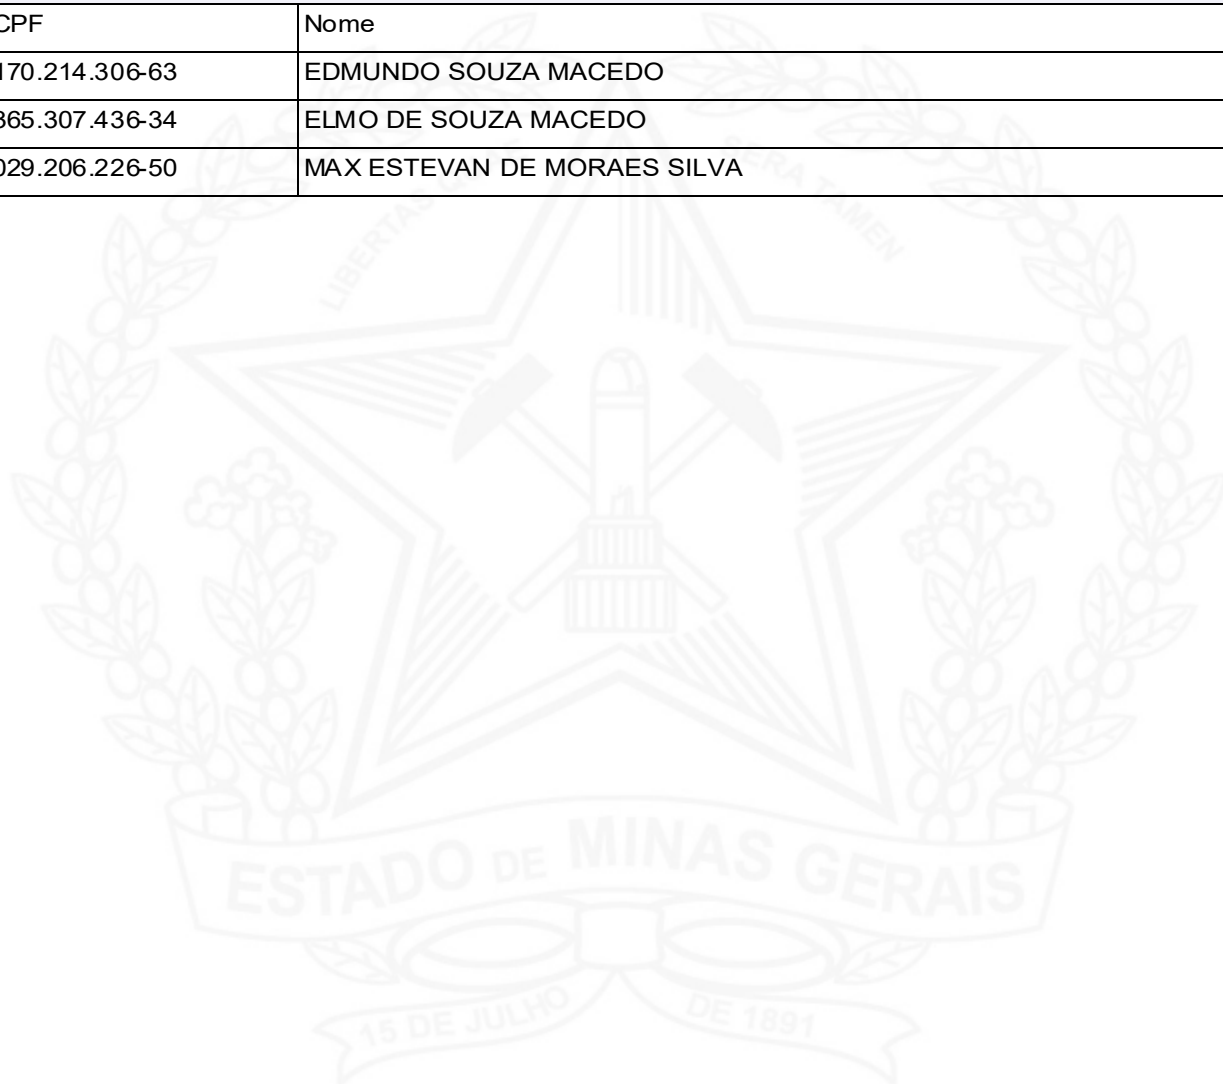 CPF Nome
170.214.306-63 EDMUNDO SOUZA MACEDO
365.307.436-34 ELMO DE SOUZA MACEDO
029.206.226-50 MAX ESTEVAN DE MORAES SILVA
LIBERTAS SERA TAMEN
ESTADO DE MINAS GERAIS
15 DE JULHO DE 1891